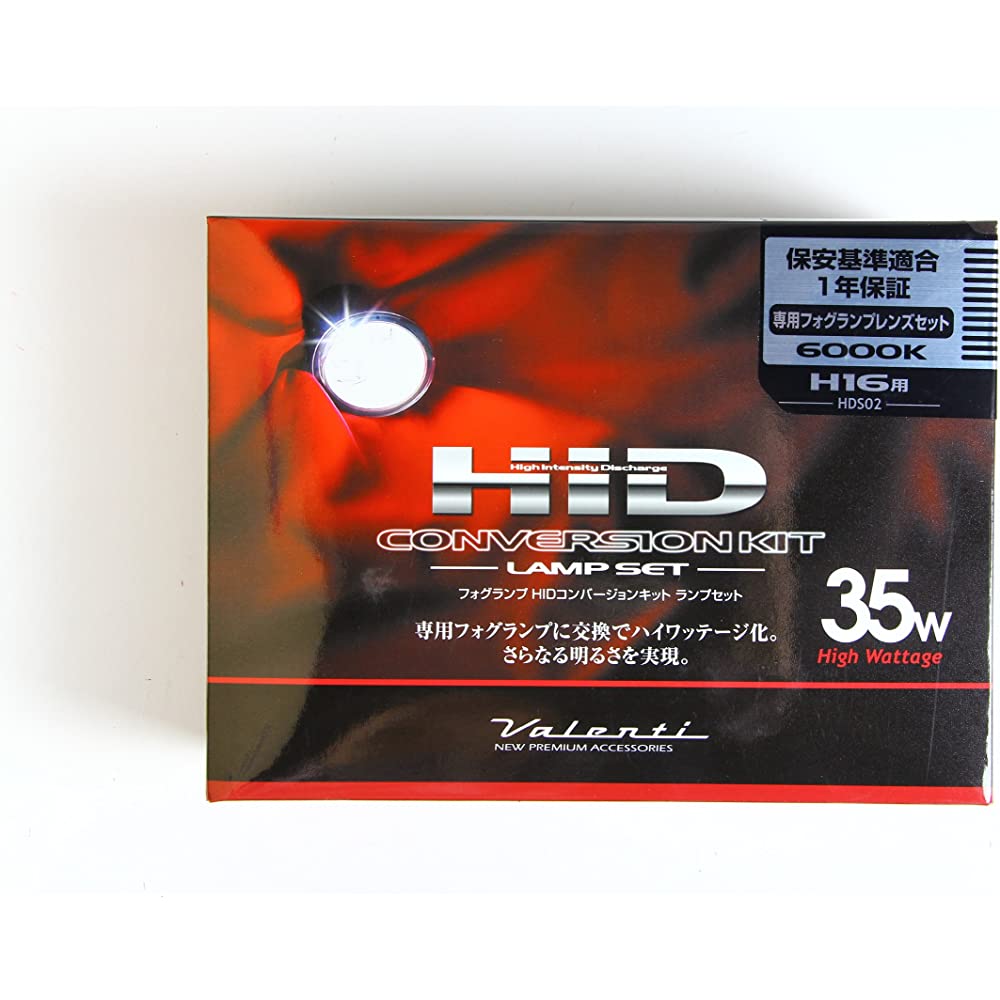 保安基準適合
1年保証
専用フォグランプレンズセット
6000K
H16用
HDS02
HID
High Intensity Discharge
CONVERSION KIT
LAMP SET
フォグランプ HIDコンバージョンキット ランプセット
専用フォグランプに交換でハイワッテージ化。
さらなる明るさを実現。
35W
High Wattage
Valenti
NEW PREMIUM ACCESSORIES